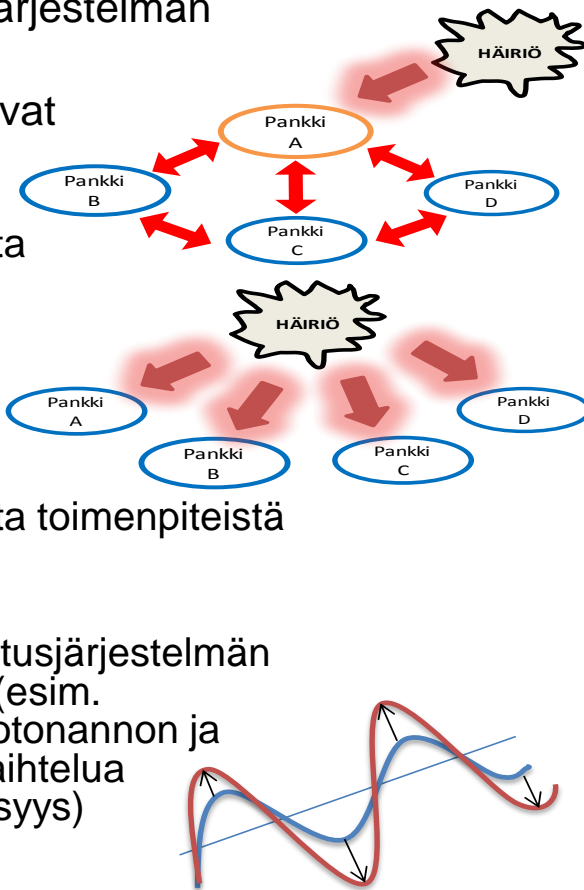 ärjestelmän
HÄIRIÖ
vat
Pankki
A
Pankki
B
Pankki
D
Pankki
C
ta
HÄIRIÖ
Pankki
A
Pankki
B
Pankki
C
Pankki
D
ta toimenpiteistä
tusjärjestelmän
(esim.
otonannon ja
aihtelua
syys)